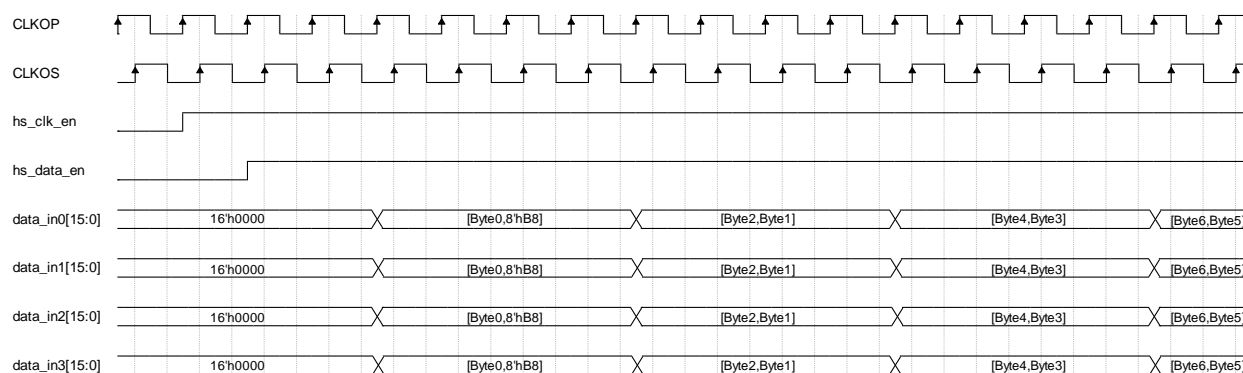 CLKOP
CLKOS
hs_clk_en
hs_data_en
data_in0[15:0] 16'h0000 [Byte0,8'hB8] [Byte2,Byte1] [Byte4,Byte3] [Byte6,Byte5]
data_in1[15:0] 16'h0000 [Byte0,8'hB8] [Byte2,Byte1] [Byte4,Byte3] [Byte6,Byte5]
data_in2[15:0] 16'h0000 [Byte0,8'hB8] [Byte2,Byte1] [Byte4,Byte3] [Byte6,Byte5]
data_in3[15:0] 16'h0000 [Byte0,8'hB8] [Byte2,Byte1] [Byte4,Byte3] [Byte6,Byte5]